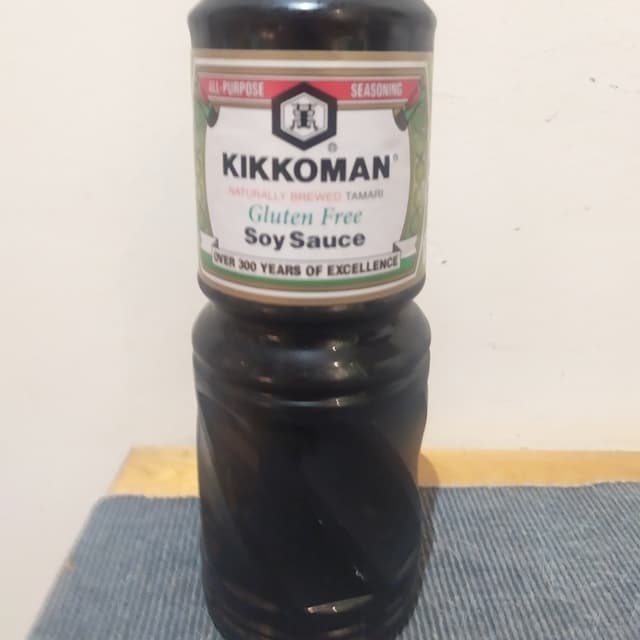 ALL-PURPOSE SEASONING
KIKKOMAN®
NATURALLY BREWED TAMARI
Gluten Free
Soy Sauce
OVER 300 YEARS OF EXCELLENCE